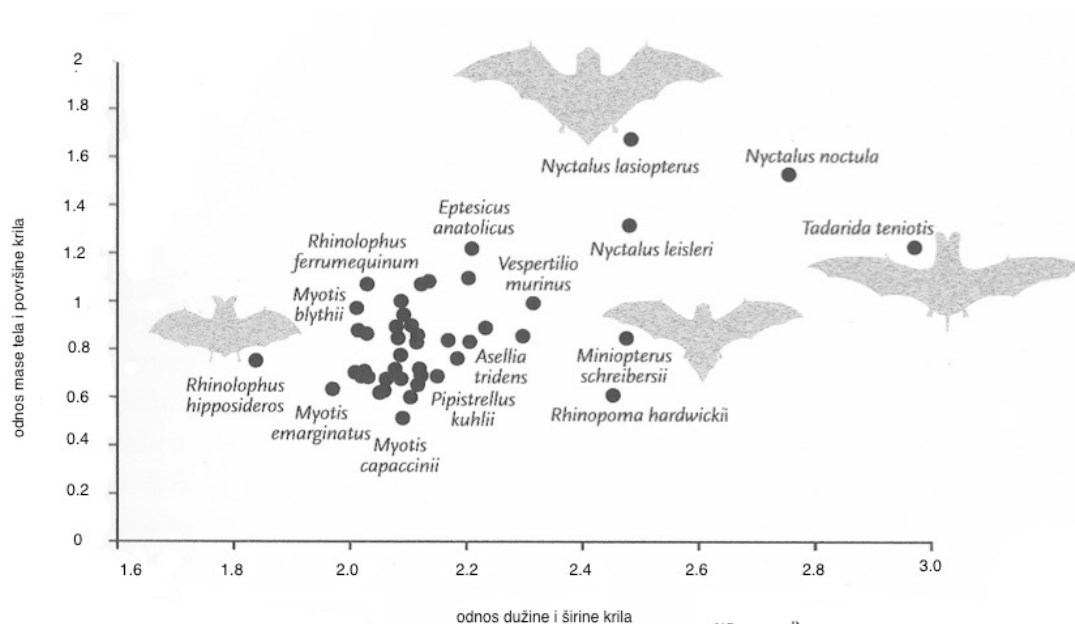 2
1.8
1.6
1.4
1.2
1
0.8
0.6
0.4
0.2
0
odnos mase tela i površine krila
Nyctalus lasiopterus
Nyctalus noctula
Eptesicus
anatolicus
Nyctalus leisleri
Tadarida teniotis
Rhinolophus
ferrumequinum
Vespertilio
murinus
Myotis
blythii
Asellia
tridens
Miniopterus
schreibersii
Rhinolophus
hipposideros
Pipistrellus
kuhlii
Rhinopoma hardwickii
Myotis
emarginatus
Myotis
capaccinii
1.6
1.8
2.0
2.2
2.4
2.6
2.8
3.0
odnos dužine i širine krila